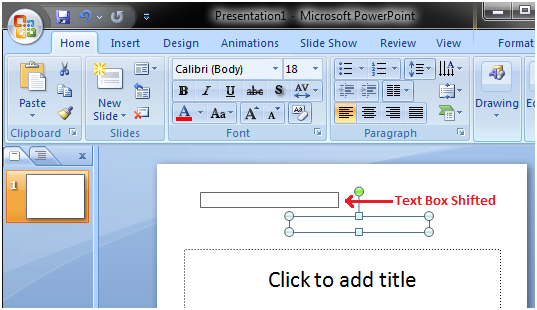 Presentation1 - Microsoft PowerPoint
Home Insert Design Animations Slide Show Review View Format
Calibri (Body) 18
Paste New Slide Drawing
B I U abc S AV
A Aa A A
Clipboard Slides Font Paragraph
1
Text Box Shifted
Click to add title